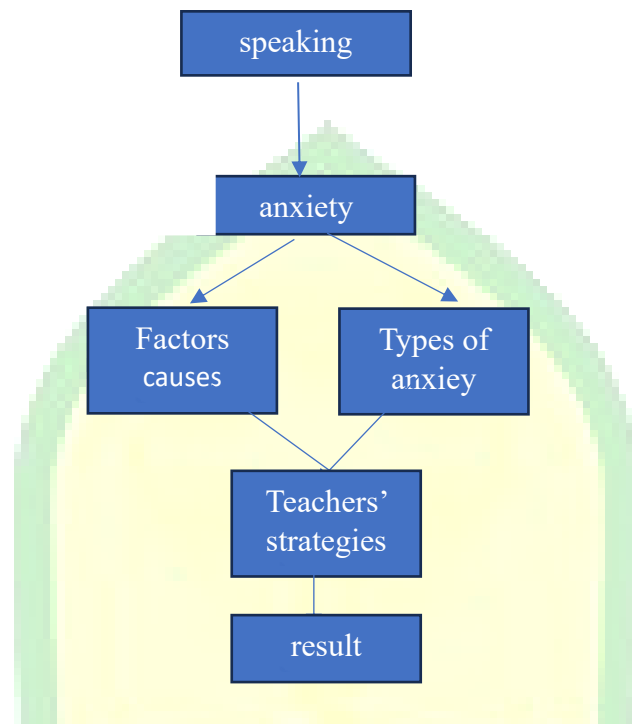 speaking
anxiety
Factors
causes
Types of
anxiey
Teachers’
strategies
result